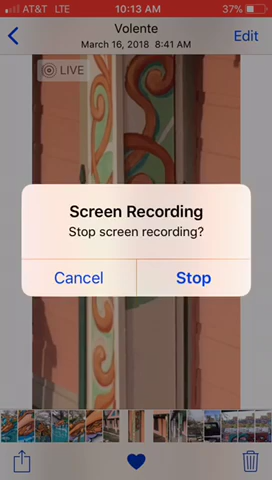 AT&T LTE 10:13 AM 37%
Volente
March 16, 2018 8:41 AM
Edit
LIVE
Screen Recording
Stop screen recording?
Cancel Stop